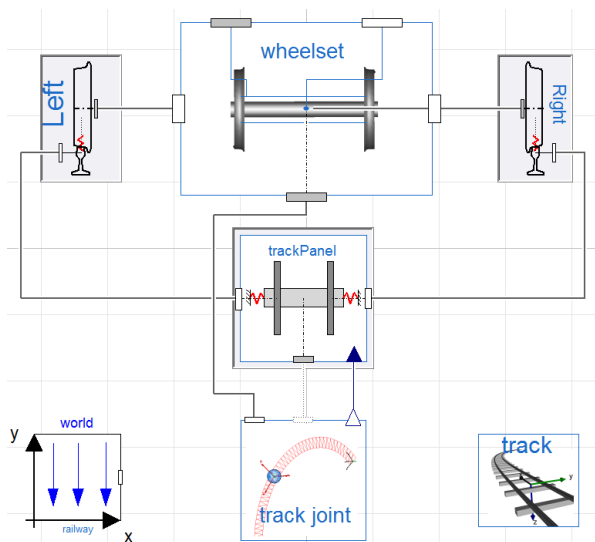 wheelset
Left
Right
trackPanel
world
y
railway
x
track joint
track
y
z